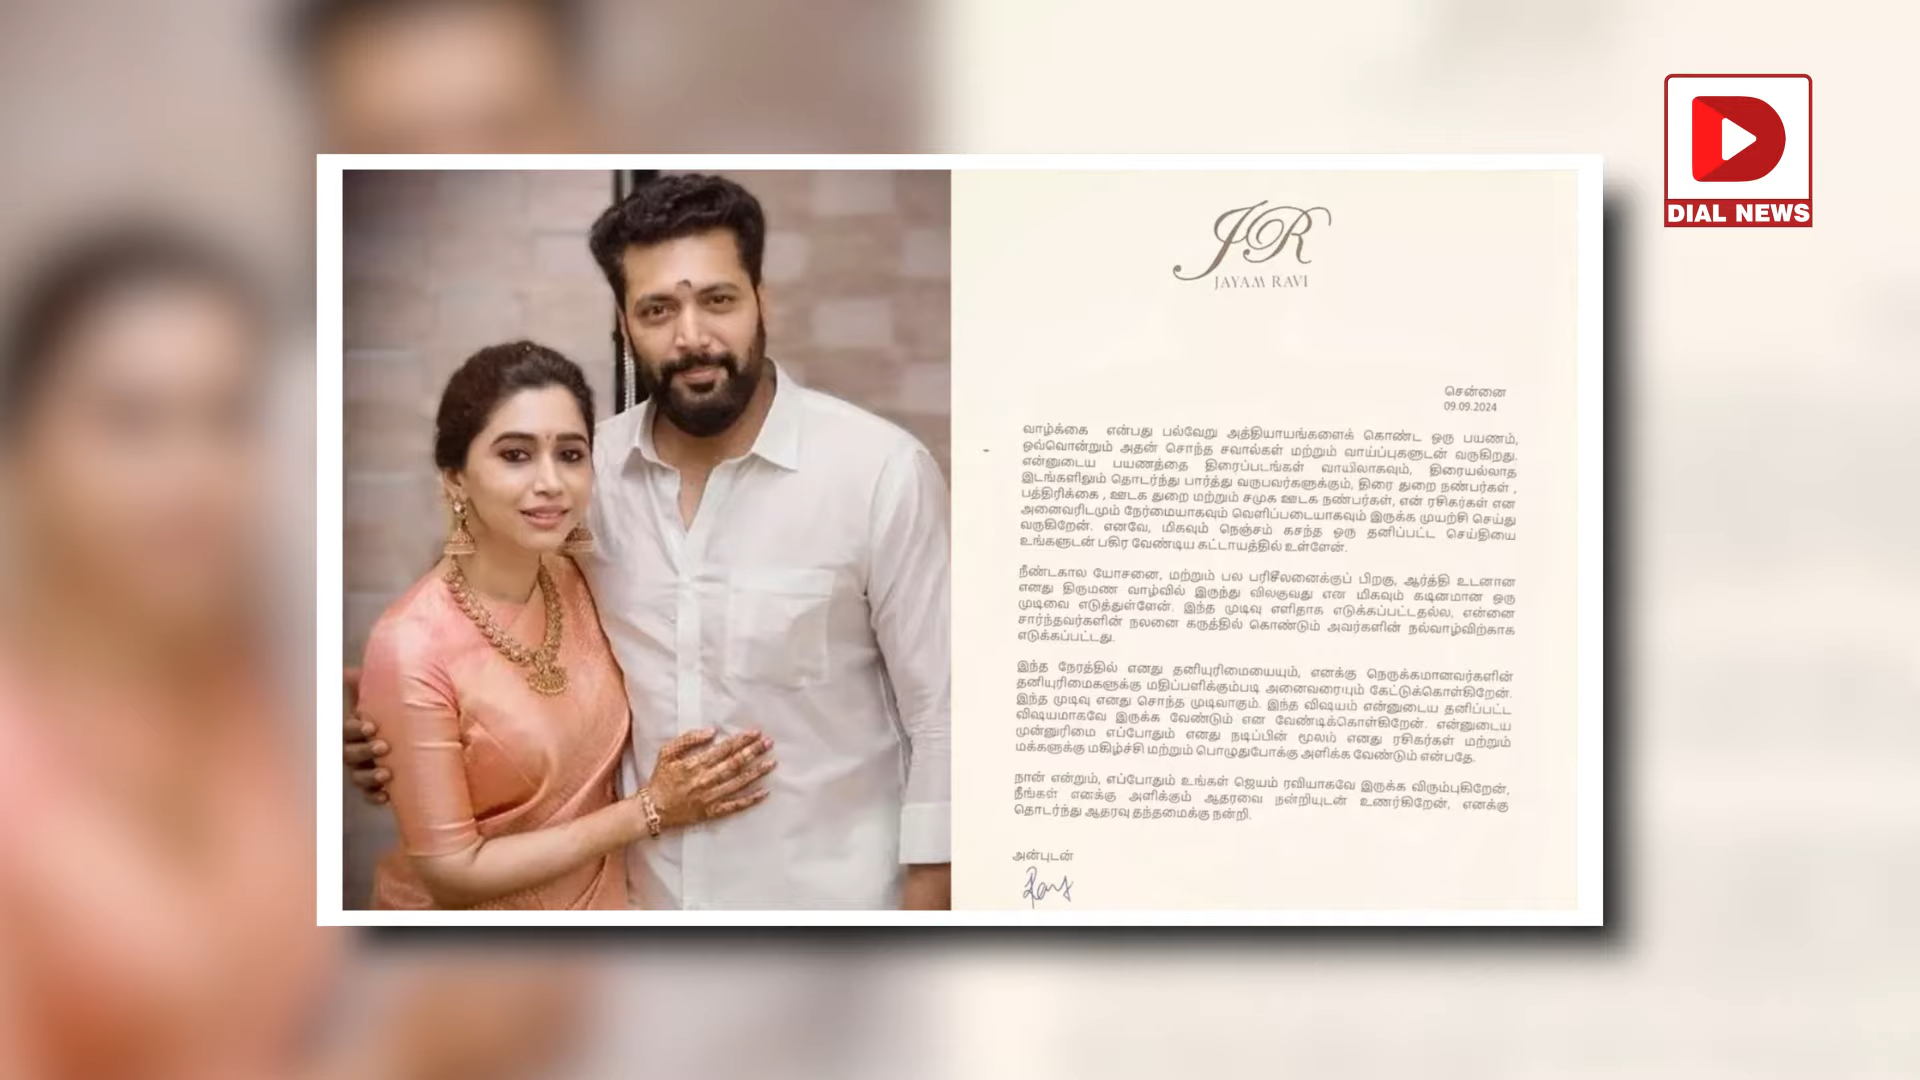 DIAL NEWS
JR
JAYAM RAVI
சென்னை
09.09.2024
வாழ்க்கை என்பது பல்வேறு அத்தியாயங்களைக் கொண்ட ஒரு பயணம்,
ஒவ்வொன்றும் அதன் சொந்த சவால்கள் மற்றும் வாய்ப்புகளுடன் வருகிறது.
என்னுடைய பயணத்தை திரைப்படங்கள் வாயிலாகவும், திரையல்லாத
இடங்களிலும் தொடர்ந்து பார்த்து வருபவர்களுக்கும், திரை துறை நண்பர்கள் ,
பத்திரிக்கை , ஊடக துறை மற்றும் சமூக ஊடக நண்பர்கள், என் ரசிகர்கள் என
அனைவரிடமும் நேர்மையாகவும் வெளிப்படையாகவும் இருக்க முயற்சி செய்து
வருகிறேன். எனவே, மிகவும் நெஞ்சம் கசந்த ஒரு தனிப்பட்ட செய்தியை
உங்களுடன் பகிர வேண்டிய கட்டாயத்தில் உள்ளேன்.
நீண்டகால யோசனை, மற்றும் பல பரிசீலனைக்குப் பிறகு, ஆர்த்தி உடனான
எனது திருமண வாழ்வில் இருந்து விலகுவது என மிகவும் கடினமான ஒரு
முடிவை எடுத்துள்ளேன். இந்த முடிவு எளிதாக எடுக்கப்பட்டதல்ல, என்னை
சார்ந்தவர்களின் நலனை கருத்தில் கொண்டும் அவர்களின் நல்வாழ்விற்காக
எடுக்கப்பட்டது.
இந்த நேரத்தில் எனது தனியுரிமையையும், எனக்கு நெருக்கமானவர்களின்
தனியுரிமைகளுக்கு மதிப்பளிக்கும்படி அனைவரையும் கேட்டுக்கொள்கிறேன்.
இந்த முடிவு எனது சொந்த முடிவாகும். இந்த விஷயம் என்னுடைய தனிப்பட்ட
விஷயமாகவே இருக்க வேண்டும் என வேண்டிக்கொள்கிறேன். என்னுடைய
முன்னுரிமை எப்போதும் எனது நடிப்பின் மூலம் எனது ரசிகர்கள் மற்றும்
மக்களுக்கு மகிழ்ச்சி மற்றும் பொழுதுபோக்கு அளிக்க வேண்டும் என்பதே.
நான் என்றும், எப்போதும் உங்கள் ஜெயம் ரவியாகவே இருக்க விரும்புகிறேன்,
நீங்கள் எனக்கு அளிக்கும் ஆதரவை நன்றியுடன் உணர்கிறேன், எனக்கு
தொடர்ந்து ஆதரவு தந்தமைக்கு நன்றி.
அன்புடன்
Ravi